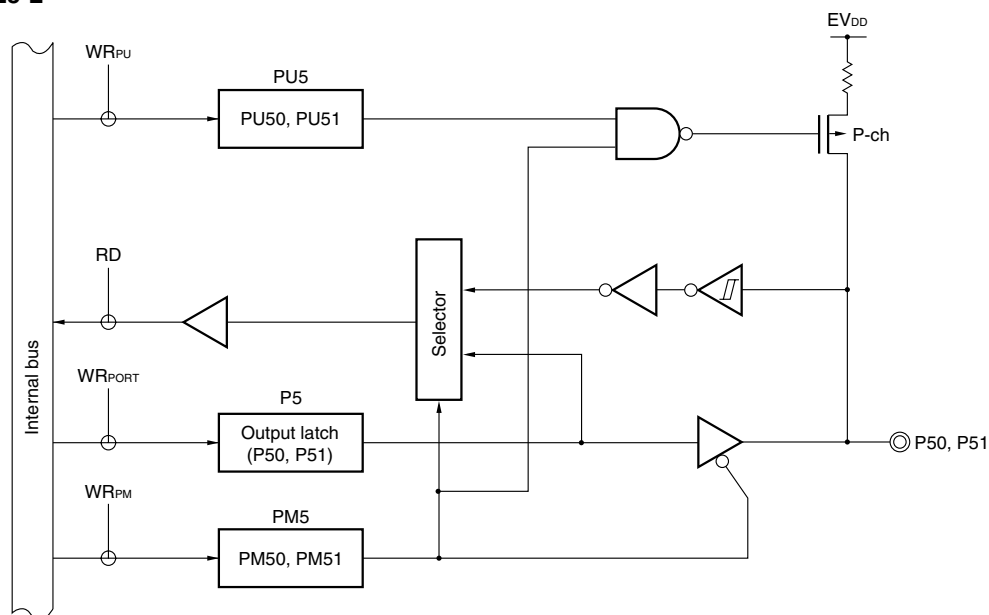 EVDD
WRPU
PU5
PU50, PU51
P-ch
RD
Selector
Internal bus
WRPORT
P5
Output latch
(P50, P51)
P50, P51
WRPM
PM5
PM50, PM51